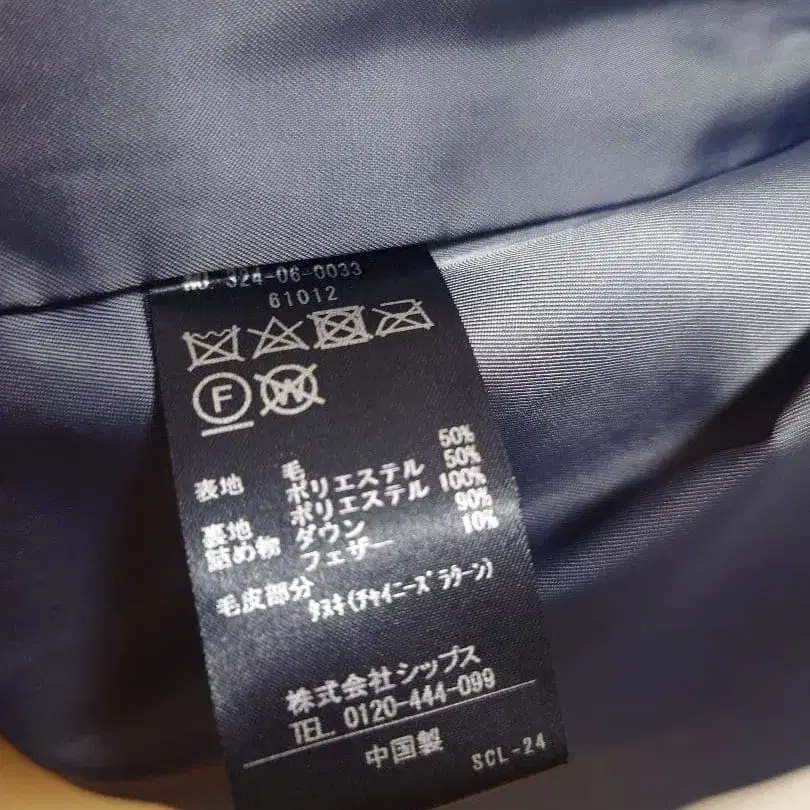 NO. 324-06-0033
61012
F W
表地 毛 50%
ポリエステル 50%
裏地 ポリエステル 100%
詰め物 ダウン 90%
フェザー 10%
毛皮部分
タヌキ(チャイニーズラクーン)
株式会社シップス
TEL. 0120-444-099
中国製 SCL-24